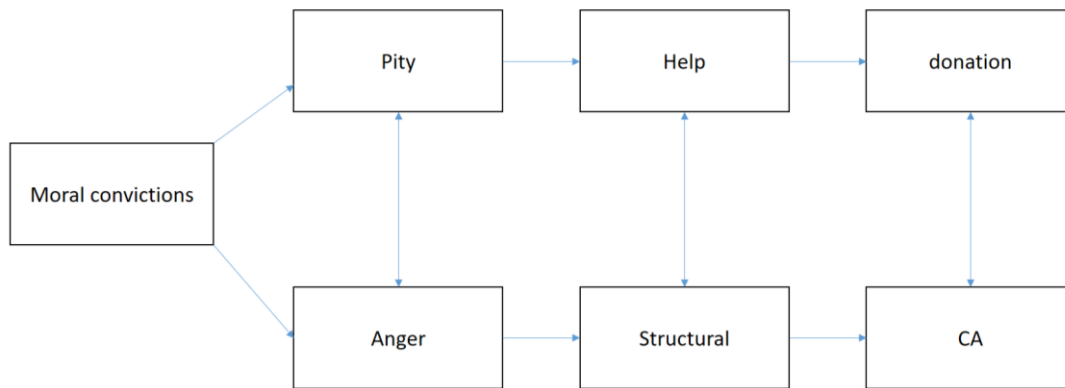 Pity
Help
donation
Moral convictions
Anger
Structural
CA